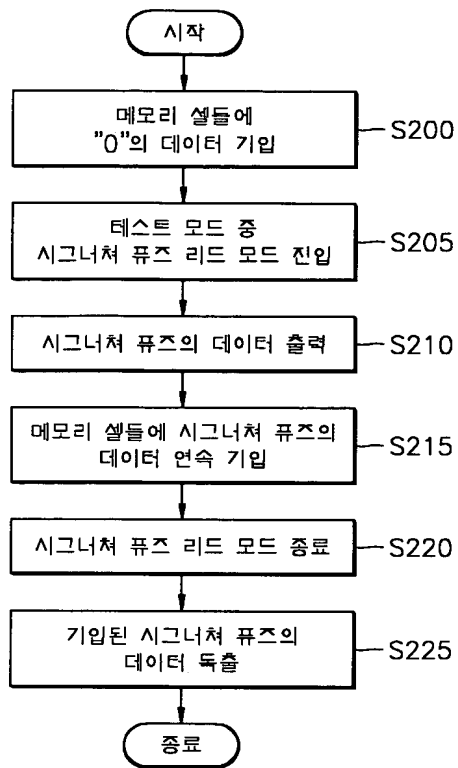 시작
메모리 셀들에
"0"의 데이터 기입
S200
테스트 모드 중
시그너쳐 퓨즈 리드 모드 진입
S205
시그너쳐 퓨즈의 데이터 출력
S210
메모리 셀들에 시그너쳐 퓨즈의
데이터 연속 기입
S215
시그너쳐 퓨즈 리드 모드 종료
S220
기입된 시그너쳐 퓨즈의
데이터 독출
S225
종료